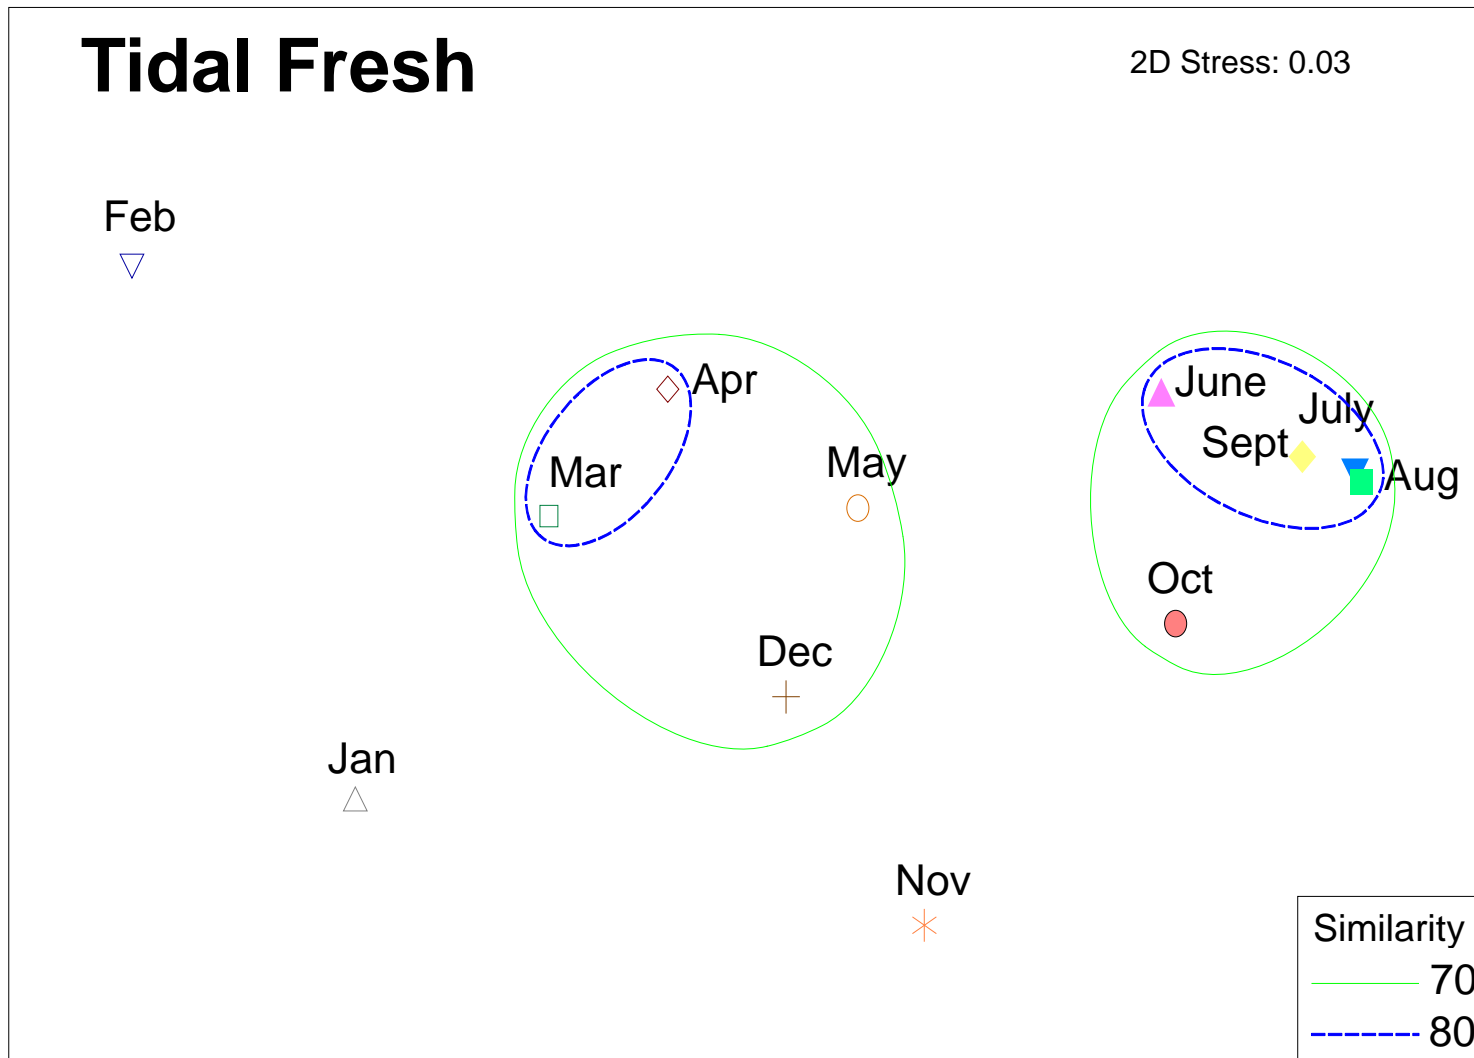 Tidal Fresh
2D Stress: 0.03
Feb
Apr
June
July
Mar
May
Sept
Aug
Oct
Dec
Jan
Nov
Similarity
70
80